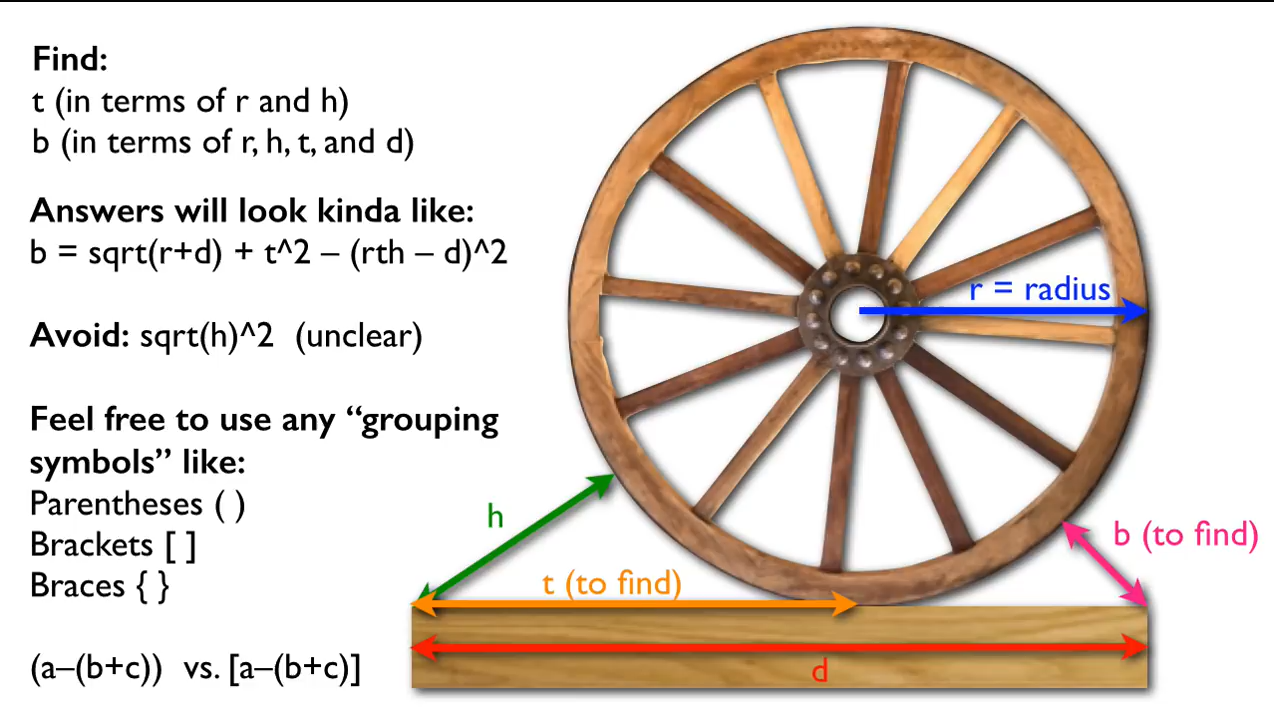 Find:
t (in terms of r and h)
b (in terms of r, h, t, and d)
Answers will look kinda like:
b = sqrt(r+d) + t^2 – (rth – d)^2
Avoid: sqrt(h)^2 (unclear)
Feel free to use any “grouping
symbols” like:
Parentheses ( )
Brackets [ ]
Braces { }
(a–(b+c)) vs. [a–(b+c)]
r = radius
h
b (to find)
t (to find)
d